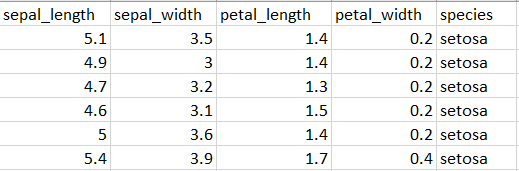 sepal_length sepal_width petal_length petal_width species
5.1 3.5 1.4 0.2 setosa
4.9 3 1.4 0.2 setosa
4.7 3.2 1.3 0.2 setosa
4.6 3.1 1.5 0.2 setosa
5 3.6 1.4 0.2 setosa
5.4 3.9 1.7 0.4 setosa